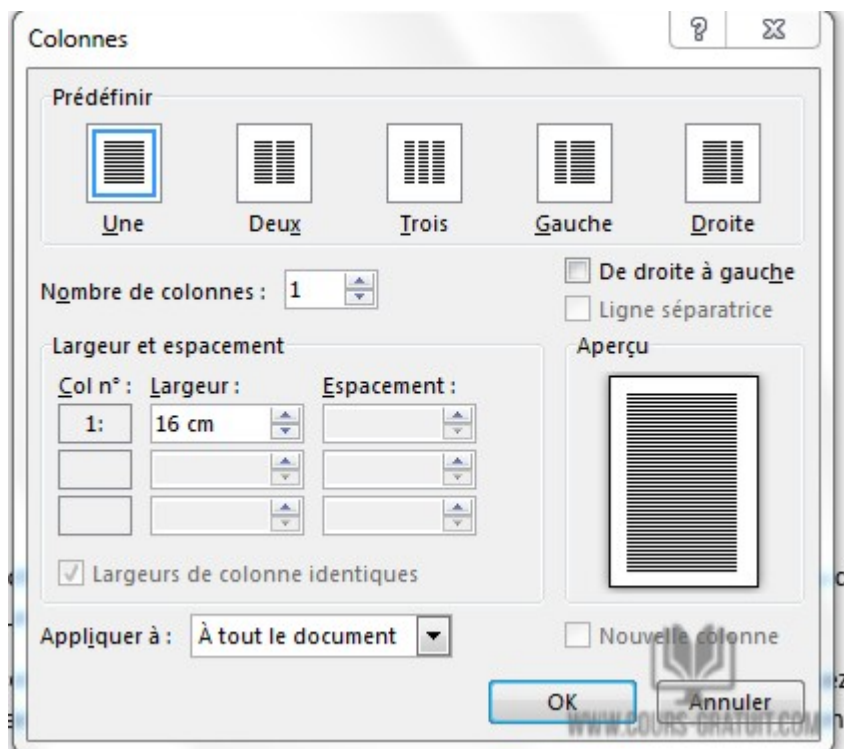 Colonnes
Prédéfinir
Une Deux Trois Gauche Droite
Nombre de colonnes : 1
De droite à gauche
Ligne séparatrice
Largeur et espacement
Aperçu
Col n° : Largeur : Espacement :
1: 16 cm
Largeurs de colonne identiques
Appliquer à : À tout le document
Nouvelle colonne
OK Annuler
WWW.COURS-GRATUIT.COM